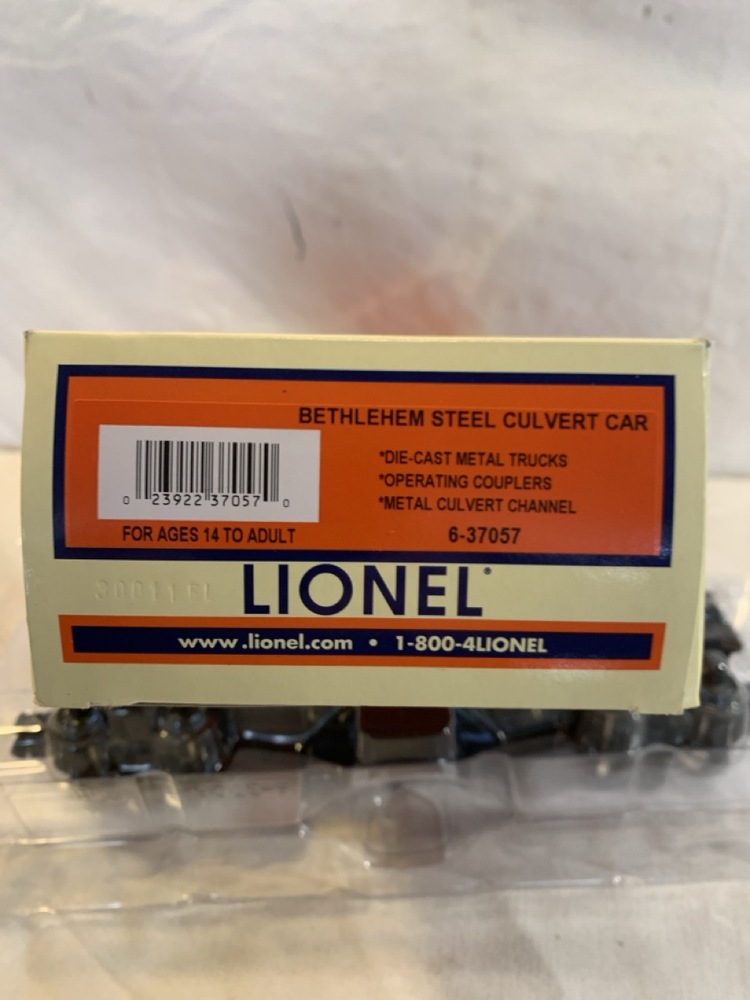 BETHLEHEM STEEL CULVERT CAR
*DIE-CAST METAL TRUCKS
*OPERATING COUPLERS
*METAL CULVERT CHANNEL
0 23922 37057 0
FOR AGES 14 TO ADULT
6-37057
LIONEL
www.lionel.com • 1-800-4LIONEL